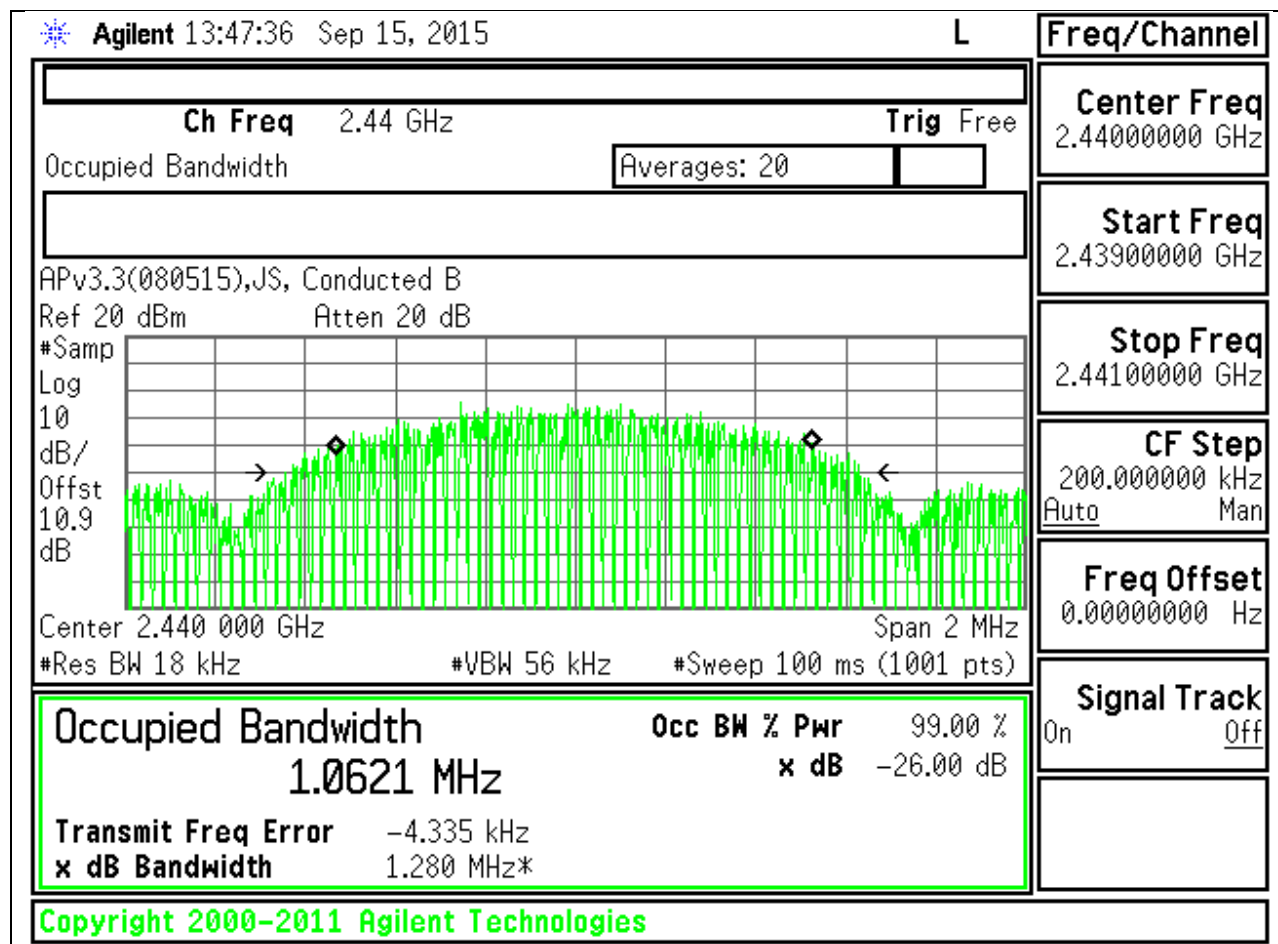 Agilent 13:47:36 Sep 15, 2015 L
Freq/Channel
Ch Freq 2.44 GHz Trig Free
Occupied Bandwidth Averages: 20
APv3.3(080515),JS, Conducted B
Ref 20 dBm Atten 20 dB
#Samp
Log
10
dB/
Offst
10.9
dB
Center 2.440 000 GHz Span 2 MHz
#Res BW 18 kHz #VBW 56 kHz #Sweep 100 ms (1001 pts)
Occupied Bandwidth Occ BW % Pwr 99.00 %
1.0621 MHz x dB -26.00 dB
Transmit Freq Error -4.335 kHz
x dB Bandwidth 1.280 MHz*
Copyright 2000-2011 Agilent Technologies
Center Freq
2.44000000 GHz
Start Freq
2.43900000 GHz
Stop Freq
2.44100000 GHz
CF Step
200.000000 kHz
Auto Man
Freq Offset
0.00000000 Hz
Signal Track
On Off